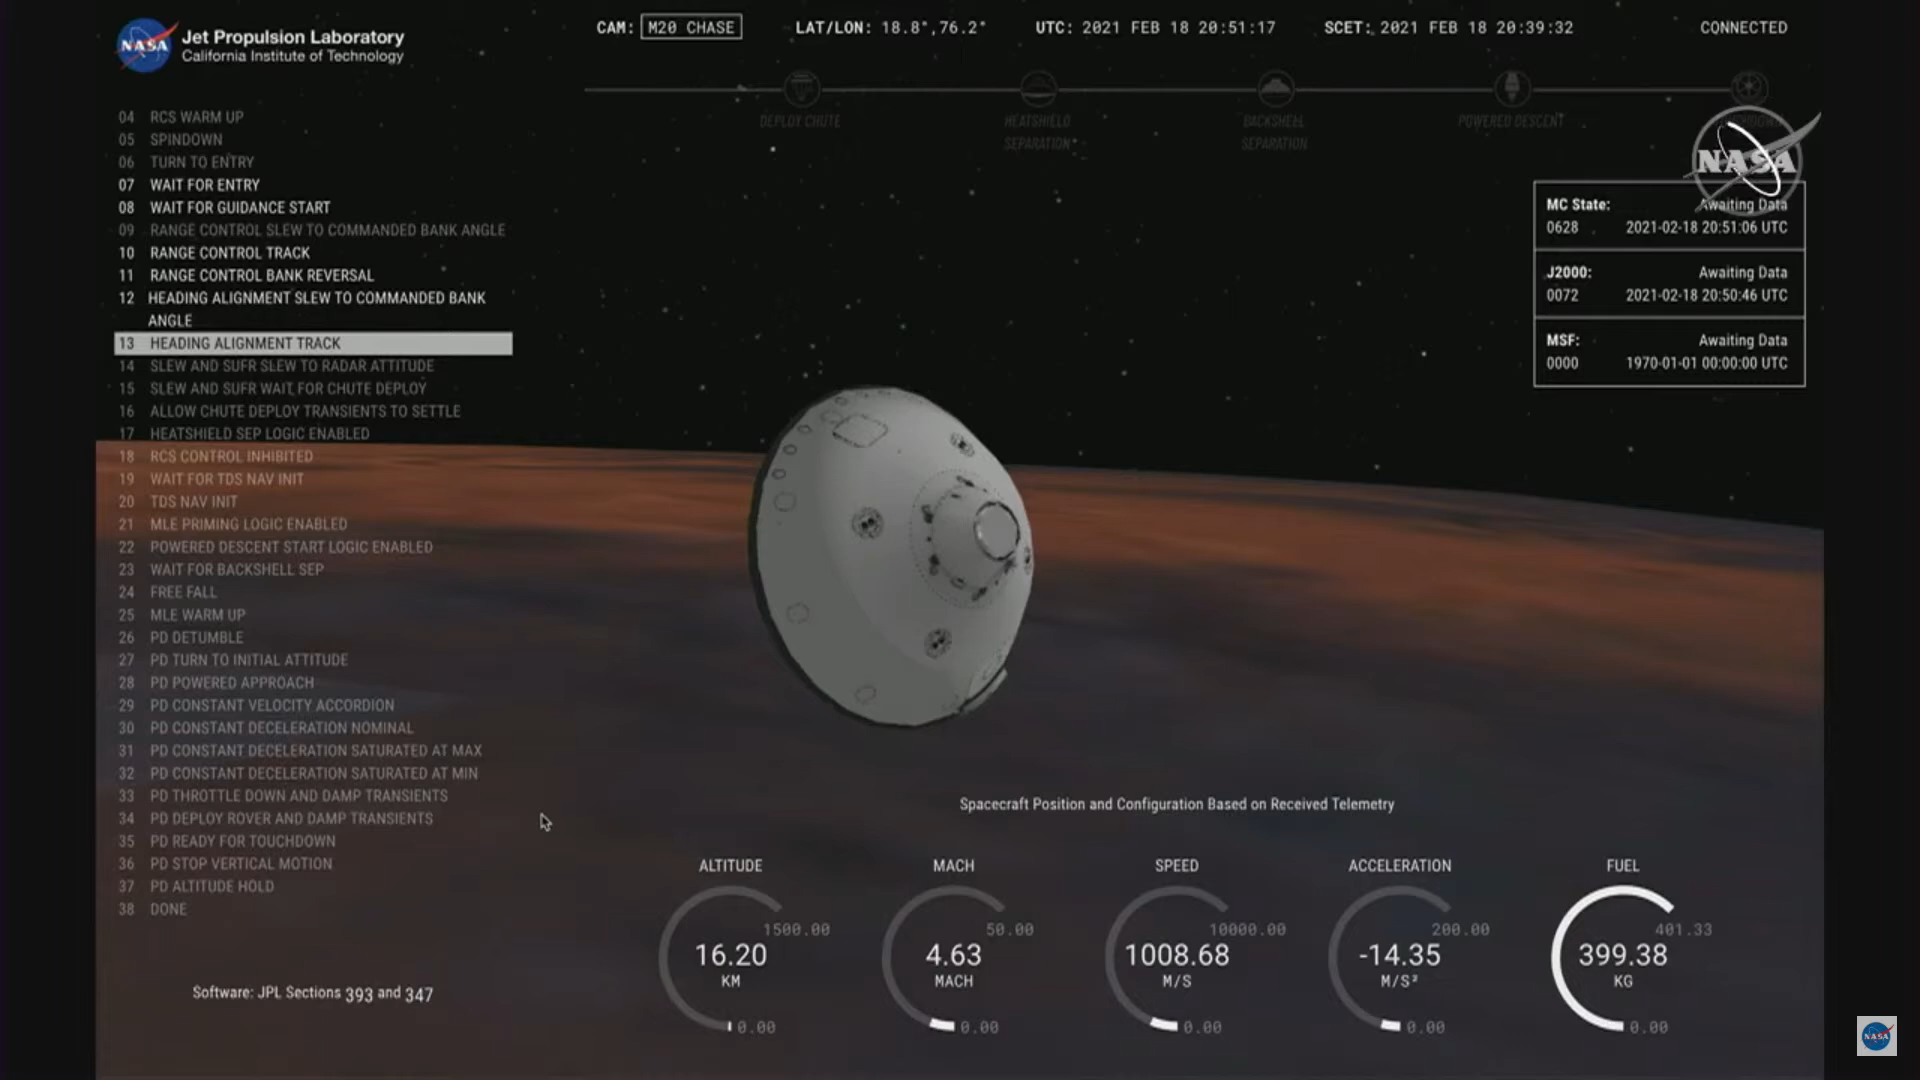 NASA
Jet Propulsion Laboratory
California Institute of Technology
CAM: M20 CHASE
LAT/LON: 18.8°,76.2°
UTC: 2021 FEB 18 20:51:17
SCET: 2021 FEB 18 20:39:32
CONNECTED
DEPLOY CHUTE
HEATSHIELD
SEPARATION
BACKSHELL
SEPARATION
POWERED DESCENT
NASA
04 RCS WARM UP
05 SPINDOWN
06 TURN TO ENTRY
07 WAIT FOR ENTRY
08 WAIT FOR GUIDANCE START
09 RANGE CONTROL SLEW TO COMMANDED BANK ANGLE
10 RANGE CONTROL TRACK
11 RANGE CONTROL BANK REVERSAL
12 HEADING ALIGNMENT SLEW TO COMMANDED BANK
ANGLE
13 HEADING ALIGNMENT TRACK
14 SLEW AND SUFR SLEW TO RADAR ATTITUDE
15 SLEW AND SUFR WAIT FOR CHUTE DEPLOY
16 ALLOW CHUTE DEPLOY TRANSIENTS TO SETTLE
17 HEATSHIELD SEP LOGIC ENABLED
18 RCS CONTROL INHIBITED
19 WAIT FOR TDS NAV INIT
20 TDS NAV INIT
21 MLE PRIMING LOGIC ENABLED
22 POWERED DESCENT START LOGIC ENABLED
23 WAIT FOR BACKSHELL SEP
24 FREE FALL
25 MLE WARM UP
26 PD DETUMBLE
27 PD TURN TO INITIAL ATTITUDE
28 PD POWERED APPROACH
29 PD CONSTANT VELOCITY ACCORDION
30 PD CONSTANT DECELERATION NOMINAL
31 PD CONSTANT DECELERATION SATURATED AT MAX
32 PD CONSTANT DECELERATION SATURATED AT MIN
33 PD THROTTLE DOWN AND DAMP TRANSIENTS
34 PD DEPLOY ROVER AND DAMP TRANSIENTS
35 PD READY FOR TOUCHDOWN
36 PD STOP VERTICAL MOTION
37 PD ALTITUDE HOLD
38 DONE
Software: JPL Sections 393 and 347
MC State: Awaiting Data
0628 2021-02-18 20:51:06 UTC
J2000: Awaiting Data
0072 2021-02-18 20:50:46 UTC
MSF: Awaiting Data
0000 1970-01-01 00:00:00 UTC
Spacecraft Position and Configuration Based on Received Telemetry
ALTITUDE
1500.00
16.20
KM
0.00
MACH
50.00
4.63
MACH
0.00
SPEED
10000.00
1008.68
M/S
0.00
ACCELERATION
200.00
-14.35
M/S²
0.00
FUEL
401.33
399.38
KG
0.00
NASA